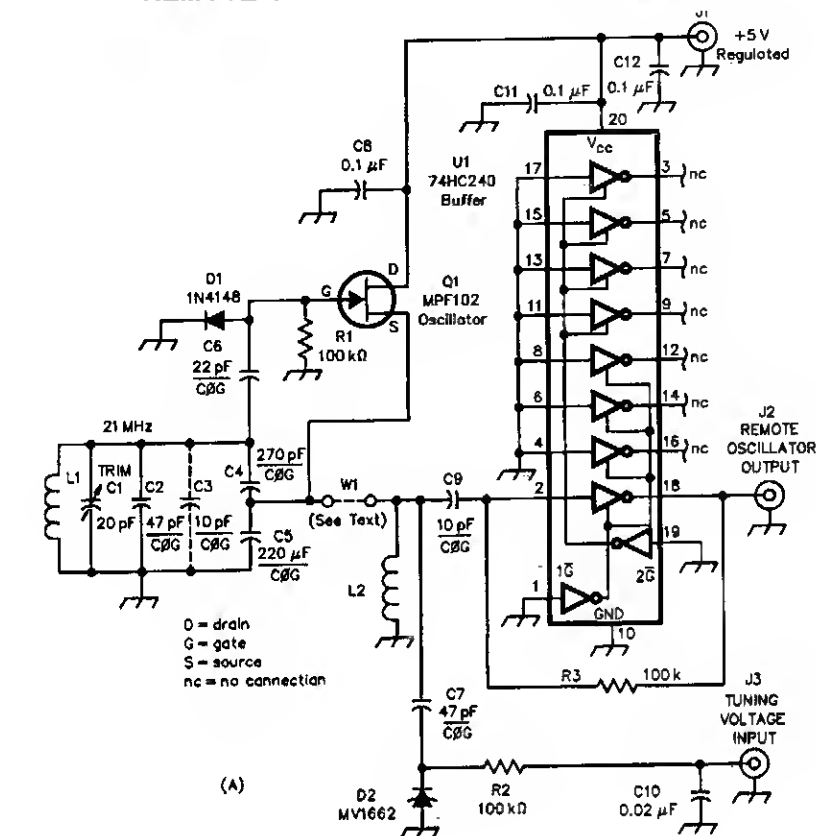 J1
+5 V
Regulated
C12
0.1 µF
C11
0.1 µF
20
Vcc
C8
0.1 µF
U1
74HC240
Buffer
17
3
nc
15
5
nc
13
7
nc
11
9
nc
8
12
nc
6
14
nc
4
16
nc
2
18
19
1
1G̅
2G̅
GND
10
D1
1N4148
G
D
S
Q1
MPF102
Oscillator
R1
100 kΩ
C6
22 pF
CØG
21 MHz
L1
TRIM
C1
20 pF
C2
47 pF
CØG
C3
10 pF
CØG
C4
270 pF
CØG
C5
220 µF
CØG
W1
(See Text)
C9
10 pF
CØG
L2
J2
REMOTE
OSCILLATOR
OUTPUT
D = drain
G = gate
S = source
nc = no connection
R3
100 k
C7
47 pF
CØG
J3
TUNING
VOLTAGE
INPUT
(A)
D2
MV1662
R2
100 kΩ
C10
0.02 µF